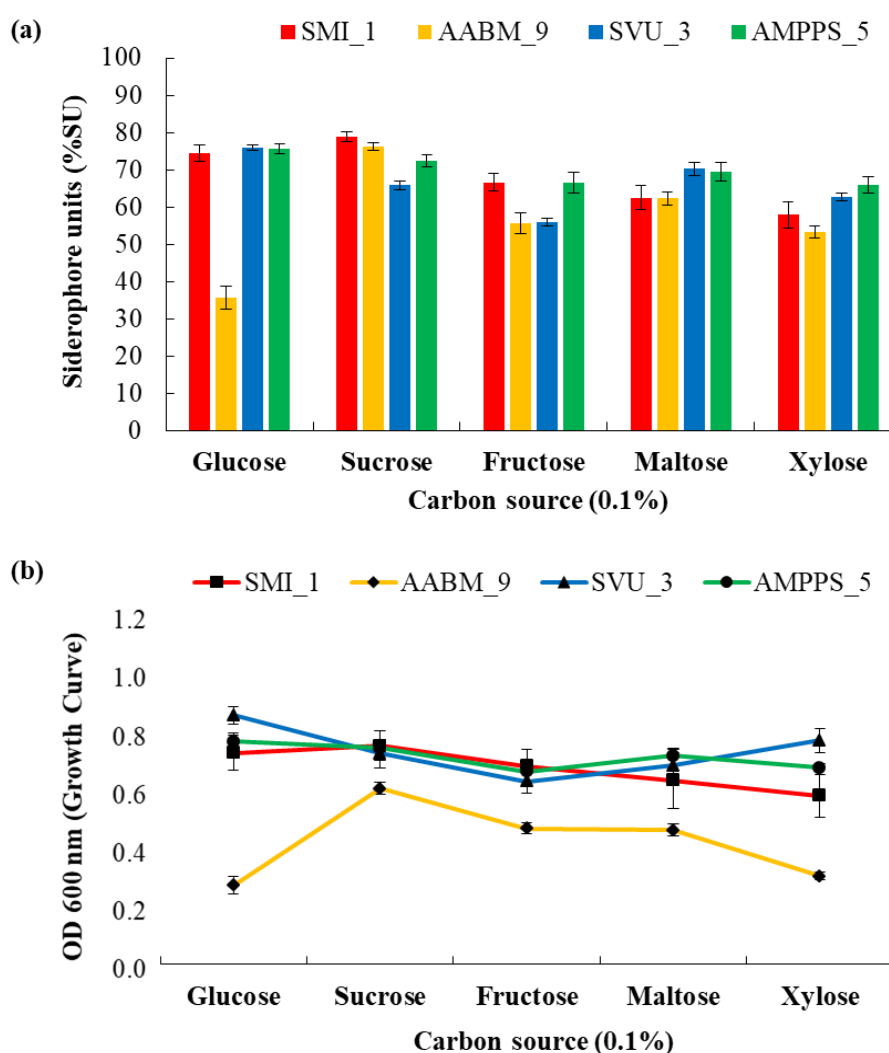 (a)
SMI_1 AABM_9 SVU_3 AMPPS_5
Siderophore units (%SU)
100
90
80
70
60
50
40
30
20
10
0
Glucose Sucrose Fructose Maltose Xylose
Carbon source (0.1%)
(b)
SMI_1 AABM_9 SVU_3 AMPPS_5
OD 600 nm (Growth Curve)
1.2
1.0
0.8
0.6
0.4
0.2
0.0
Glucose Sucrose Fructose Maltose Xylose
Carbon source (0.1%)